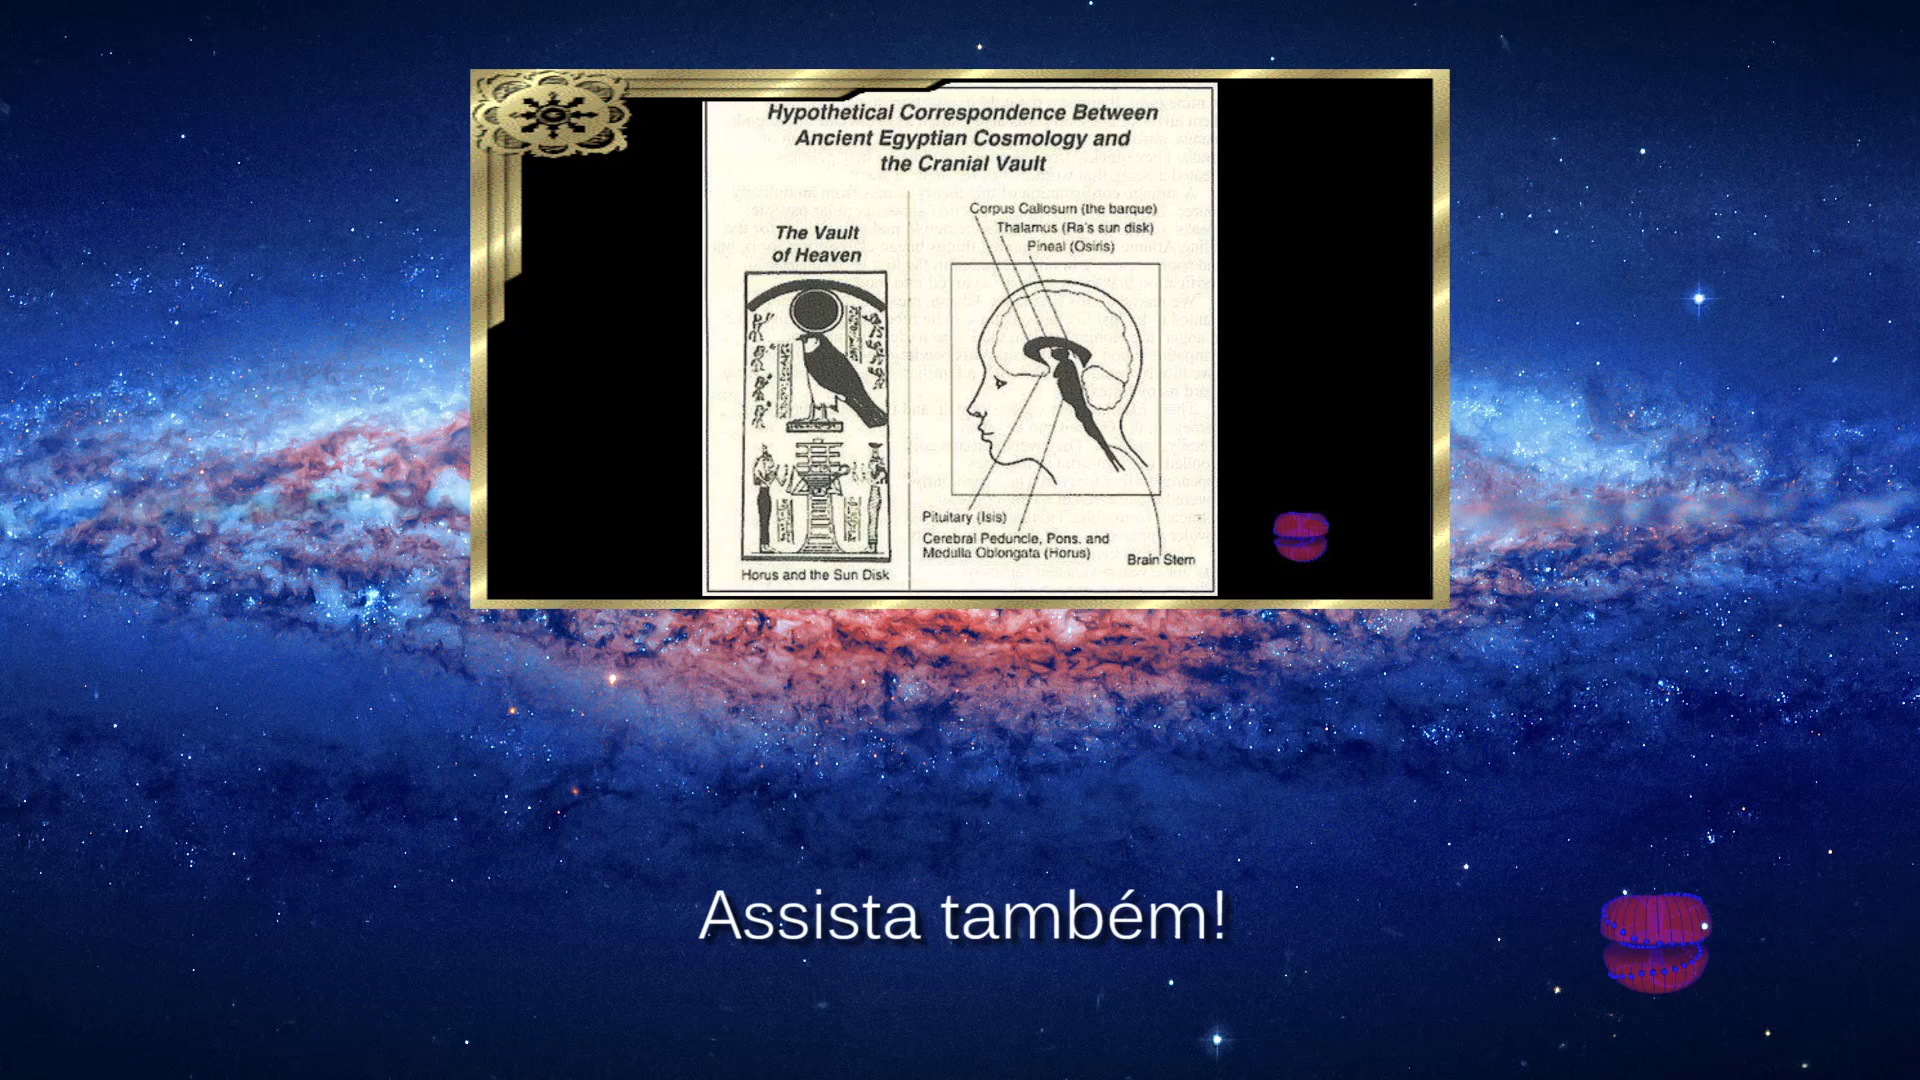 Hypothetical Correspondence Between
Ancient Egyptian Cosmology and
the Cranial Vault
The Vault
of Heaven
Horus and the Sun Disk
Corpus Callosum (the barque)
Thalamus (Ra's sun disk)
Pineal (Osiris)
Pituitary (Isis)
Cerebral Peduncle, Pons, and
Medulla Oblongata (Horus)
Brain Stem
Assista também!